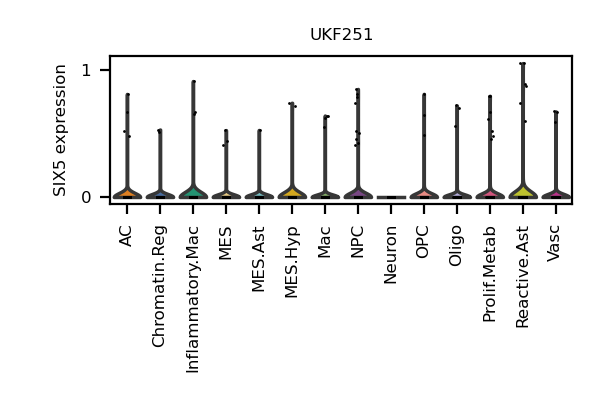 UKF251
SIX5 expression
1
0
AC
Chromatin.Reg
Inflammatory.Mac
MES
MES.Ast
MES.Hyp
Mac
NPC
Neuron
OPC
Oligo
Prolif.Metab
Reactive.Ast
Vasc